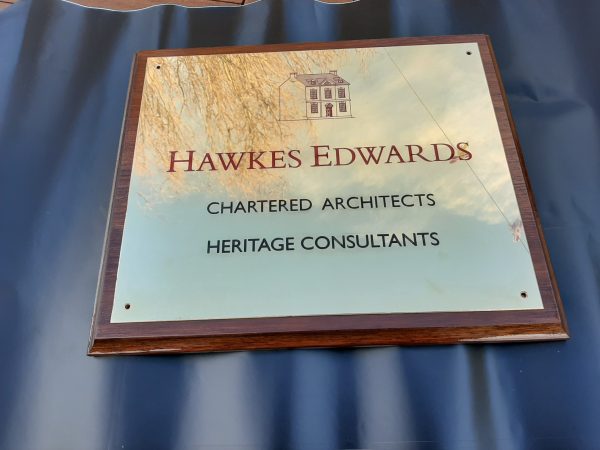 HAWKES EDWARDS
CHARTERED ARCHITECTS
HERITAGE CONSULTANTS